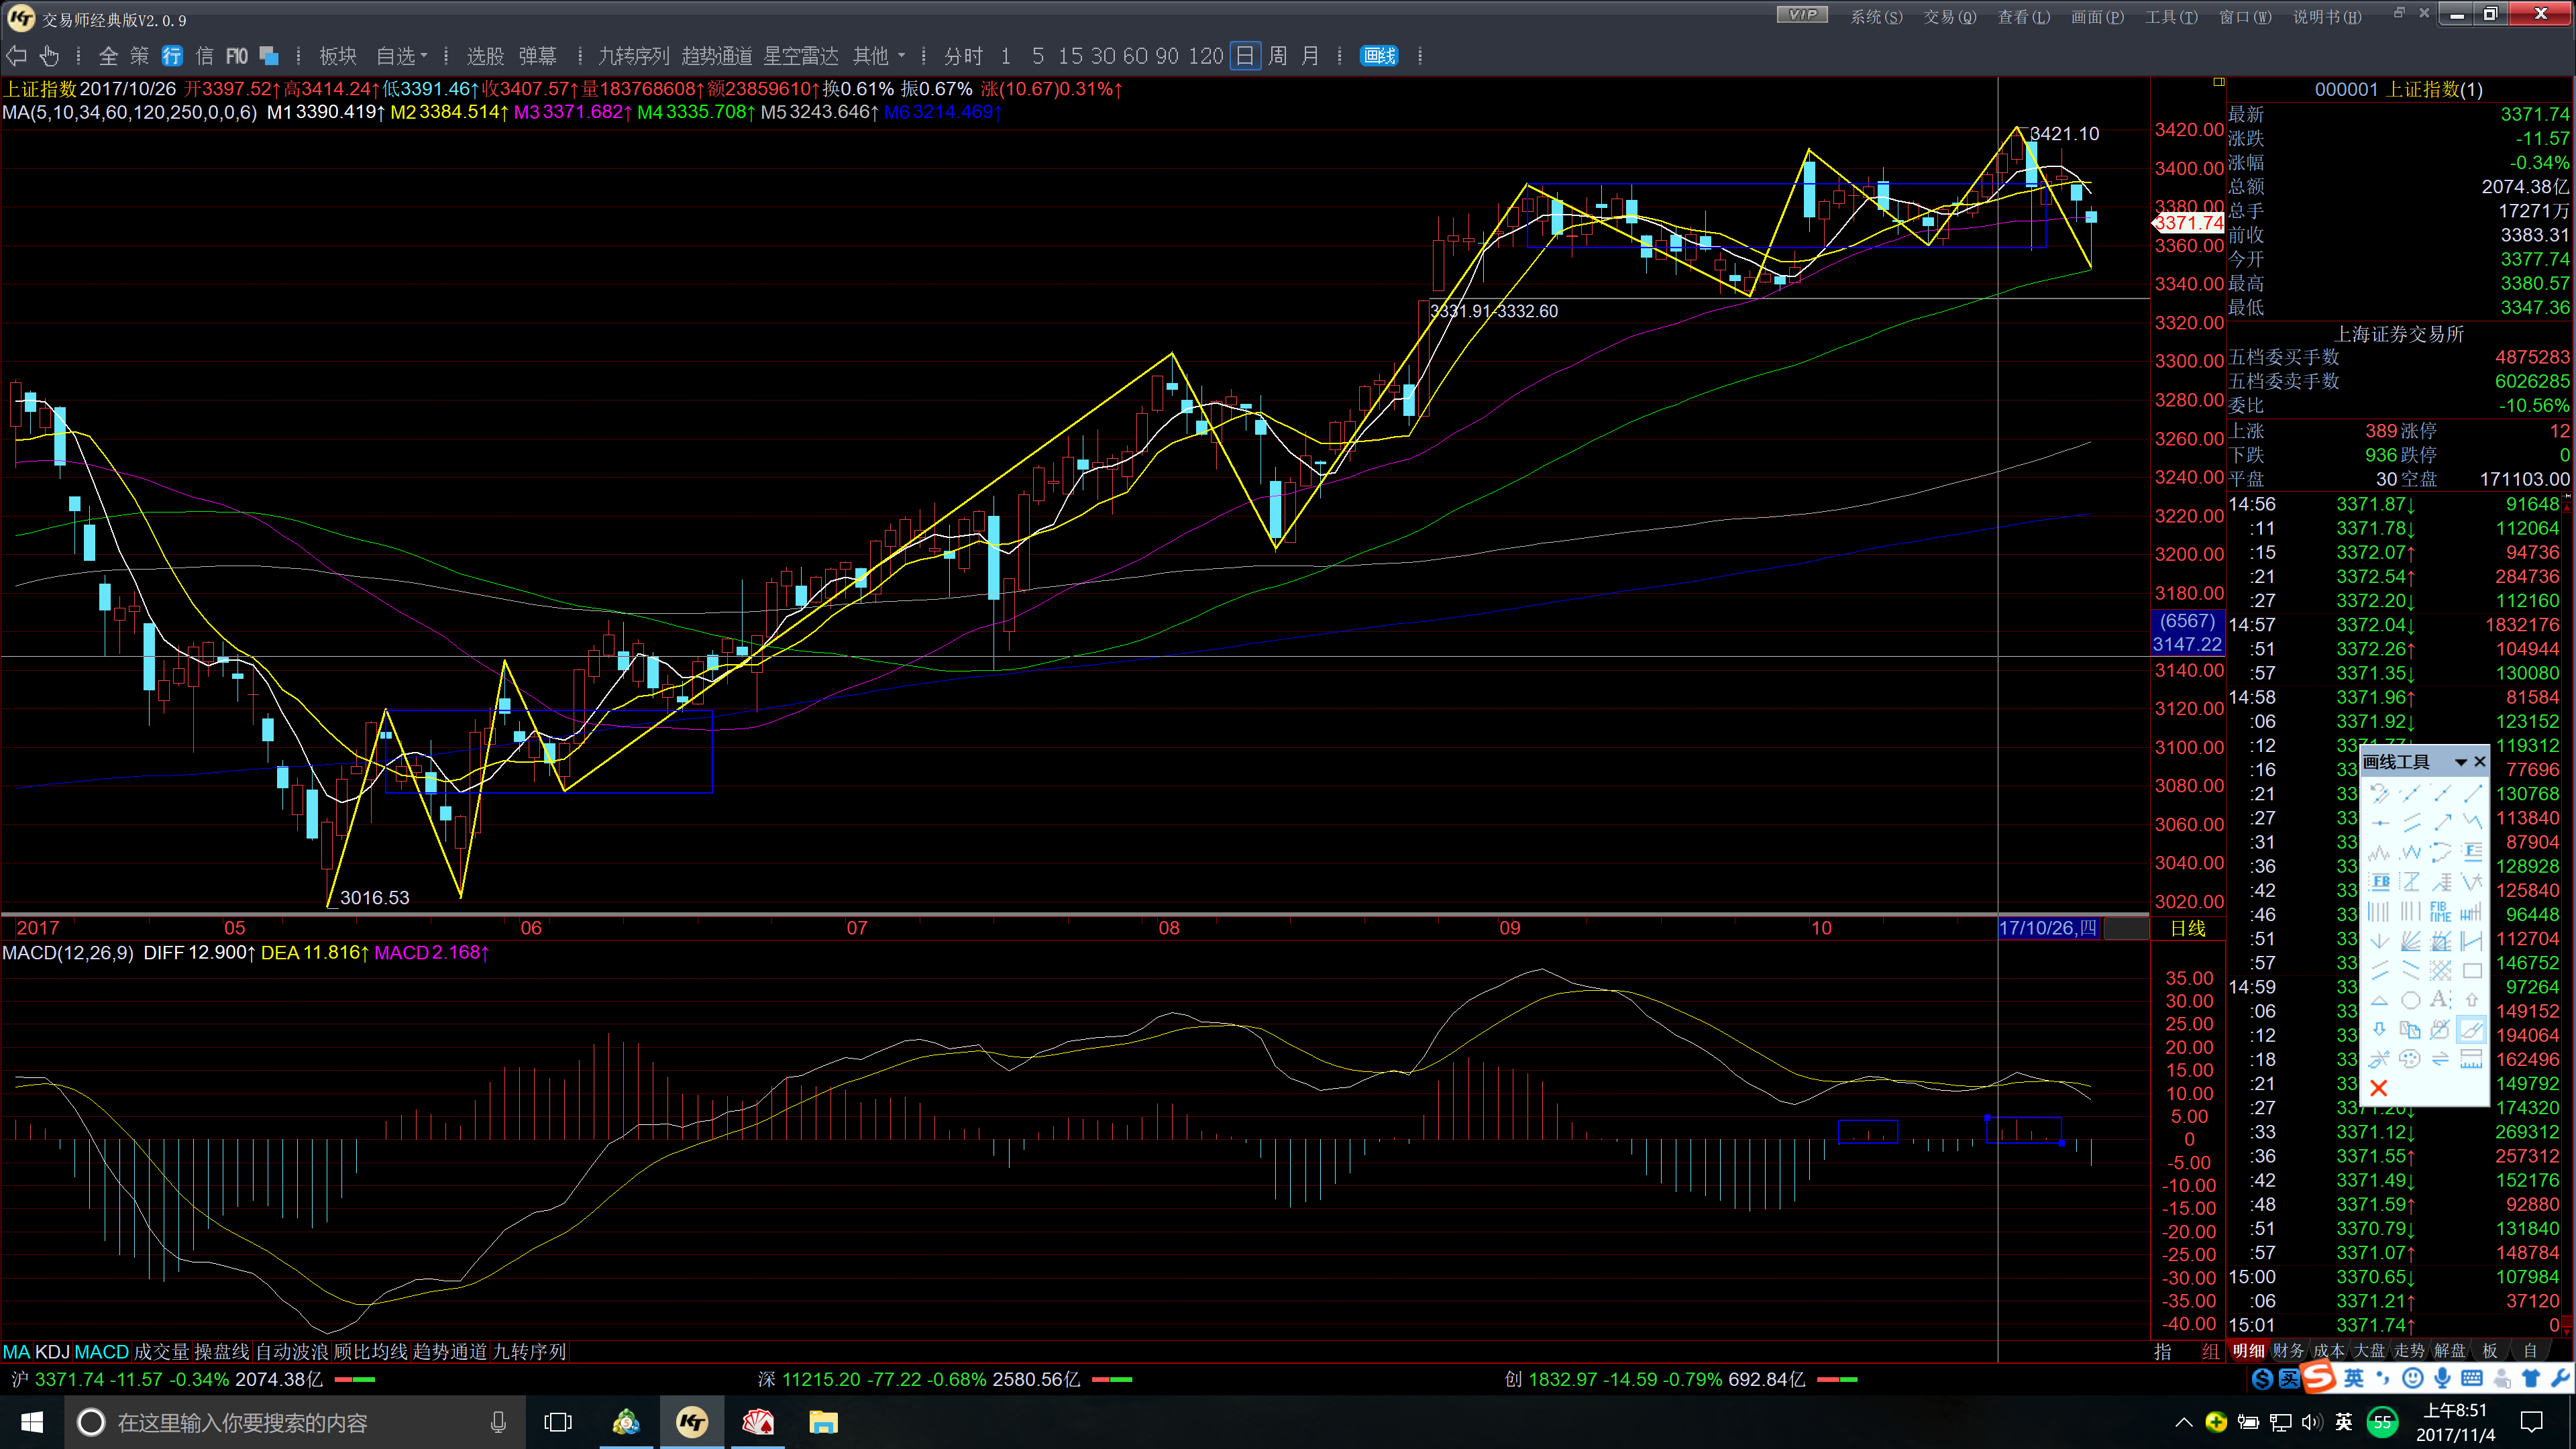 交易师经典版V2.0.9
VIP 系统(S) 交易(Q) 查看(L) 画面(P) 工具(T) 窗口(W) 说明书(H)
全 策 行 信 F10 板块 自选 选股 弹幕 九转序列 趋势通道 星空雷达 其他 分时 1 5 15 30 60 90 120 日 周 月 画线
上证指数 2017/10/26 开3397.52↑高3414.24↑低3391.46↑收3407.57↑量183768608↑额23859610↑换0.61% 振0.67% 涨(10.67)0.31%↑
MA(5,10,34,60,120,250,0,0,6) M1 3390.419↑ M2 3384.514↑ M3 3371.682↑ M4 3335.708↑ M5 3243.646↑ M6 3214.469↑
3421.10
3331.91-3332.60
3016.53
3420.00
3400.00
3380.00
3371.74
3360.00
3340.00
3320.00
3300.00
3280.00
3260.00
3240.00
3220.00
3200.00
3180.00
(6567)
3147.22
3140.00
3120.00
3100.00
3080.00
3060.00
3040.00
3020.00
2017 05 06 07 08 09 10 17/10/26,四 日线
MACD(12,26,9) DIFF 12.900↑ DEA 11.816↑ MACD 2.168↑
35.00
30.00
25.00
20.00
15.00
10.00
5.00
0
-5.00
-10.00
-15.00
-20.00
-25.00
-30.00
-35.00
-40.00
MA KDJ MACD 成交量 操盘线 自动波浪 顾比均线 趋势通道 九转序列 指 组
000001 上证指数(1)
最新 3371.74
涨跌 -11.57
涨幅 -0.34%
总额 2074.38亿
总手 17271万
前收 3383.31
今开 3377.74
最高 3380.57
最低 3347.36
上海证券交易所
五档委买手数 4875283
五档委卖手数 6026285
委比 -10.56%
上涨 389 涨停 12
下跌 936 跌停 0
平盘 30 空盘 171103.00
14:56 3371.87↓ 91648
:11 3371.78↓ 112064
:15 3372.07↑ 94736
:21 3372.54↑ 284736
:27 3372.20↓ 112160
14:57 3372.04↓ 1832176
:51 3372.26↑ 104944
:57 3371.35↓ 130080
14:58 3371.96↑ 81584
:06 3371.92↓ 123152
:12 119312
:16 33 77696
:21 33 130768
:27 33 113840
:31 33 87904
:36 33 128928
:42 33 125840
:46 33 96448
:51 33 112704
:57 33 146752
14:59 33 97264
:06 33 149152
:12 33 194064
:18 33 162496
:21 33 149792
:27 174320
:33 3371.12↓ 269312
:36 3371.55↑ 257312
:42 3371.49↓ 152176
:48 3371.59↑ 92880
:51 3370.79↓ 131840
:57 3371.07↑ 148784
15:00 3370.65↓ 107984
:06 3371.21↑ 37120
15:01 3371.74↑ 0
画线工具
F
FB
FIB
TIME
A
明细 财务 成本 大盘 走势 解盘 板 自
沪 3371.74 -11.57 -0.34% 2074.38亿 深 11215.20 -77.22 -0.68% 2580.56亿 创 1832.97 -14.59 -0.79% 692.84亿
买 S 英
在这里输入你要搜索的内容
KT
英 55
上午8:51
2017/11/4